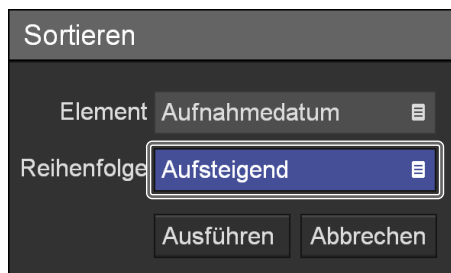 Sortieren
Element Aufnahmedatum
Reihenfolge Aufsteigend
Ausführen Abbrechen